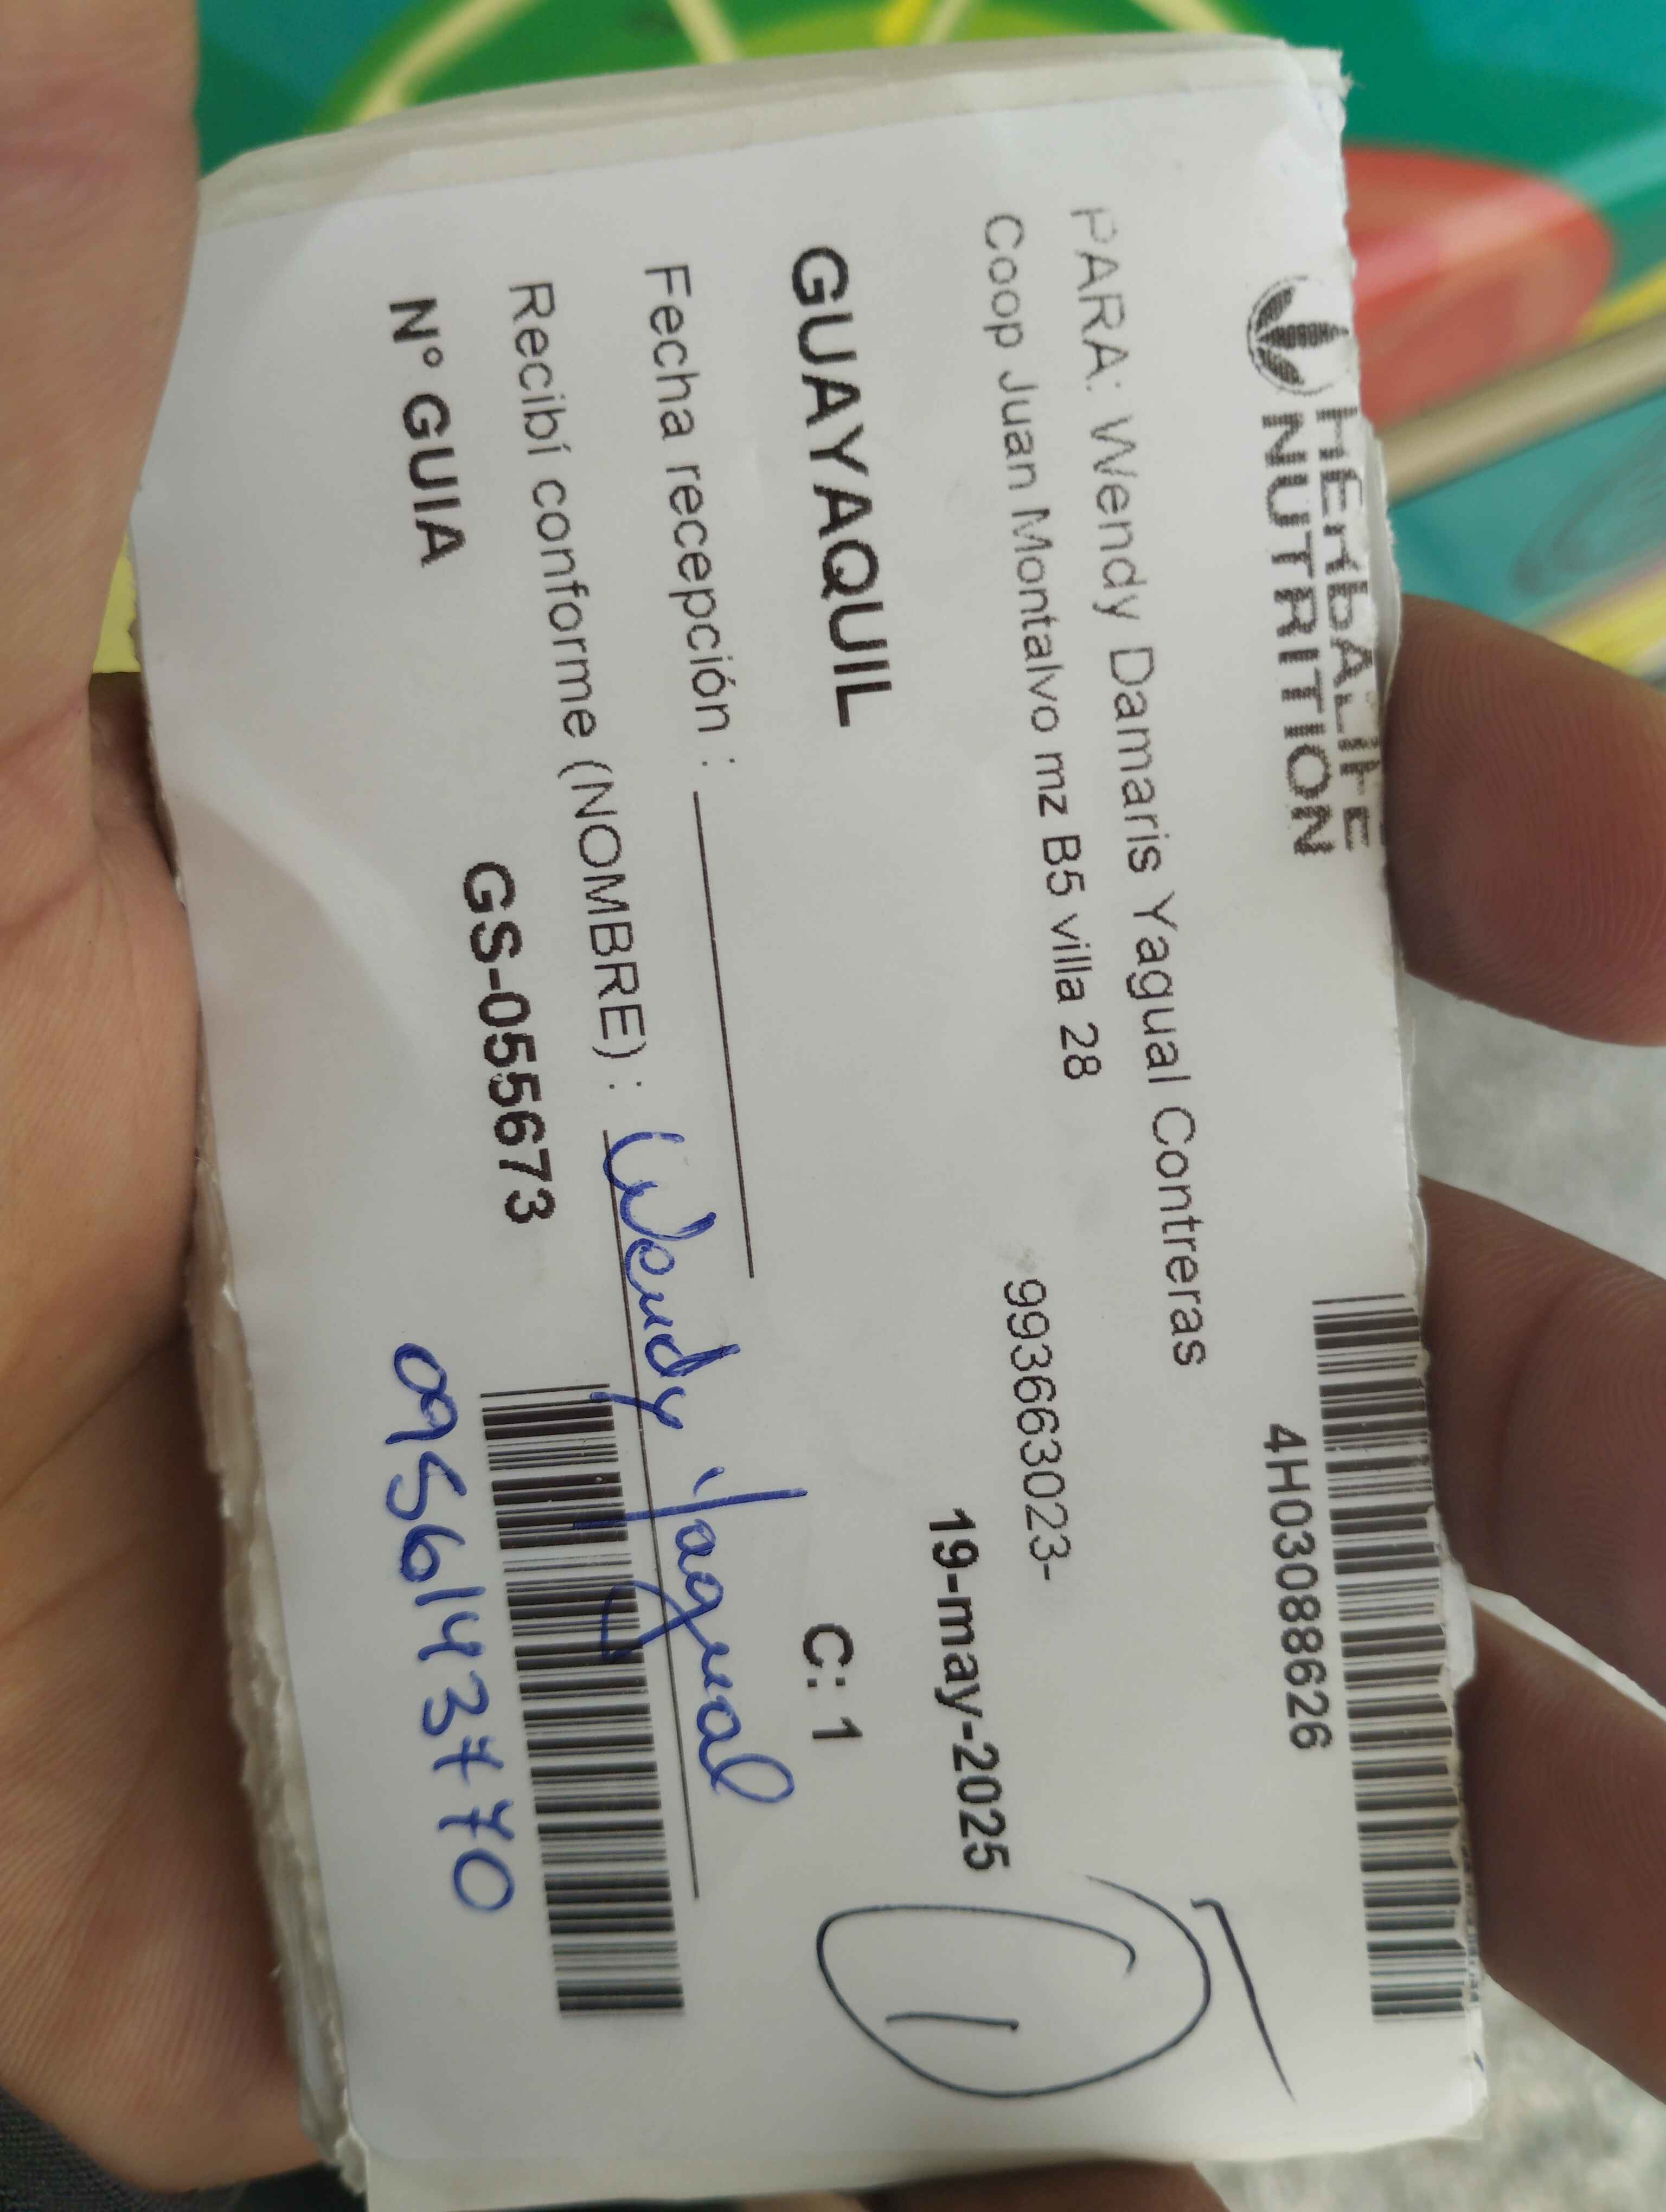 HERBALIFE
NUTRITION
4H03088626
PARA: Wendy Damaris Yagual Contreras
Coop Juan Montalvo mz B5 villa 28
993663023-
19-may-2025
GUAYAQUIL
C: 1
1
Fecha recepción :
Recibí conforme (NOMBRE) : Wendy Yagual
N° GUIA
GS-055673
0956143770